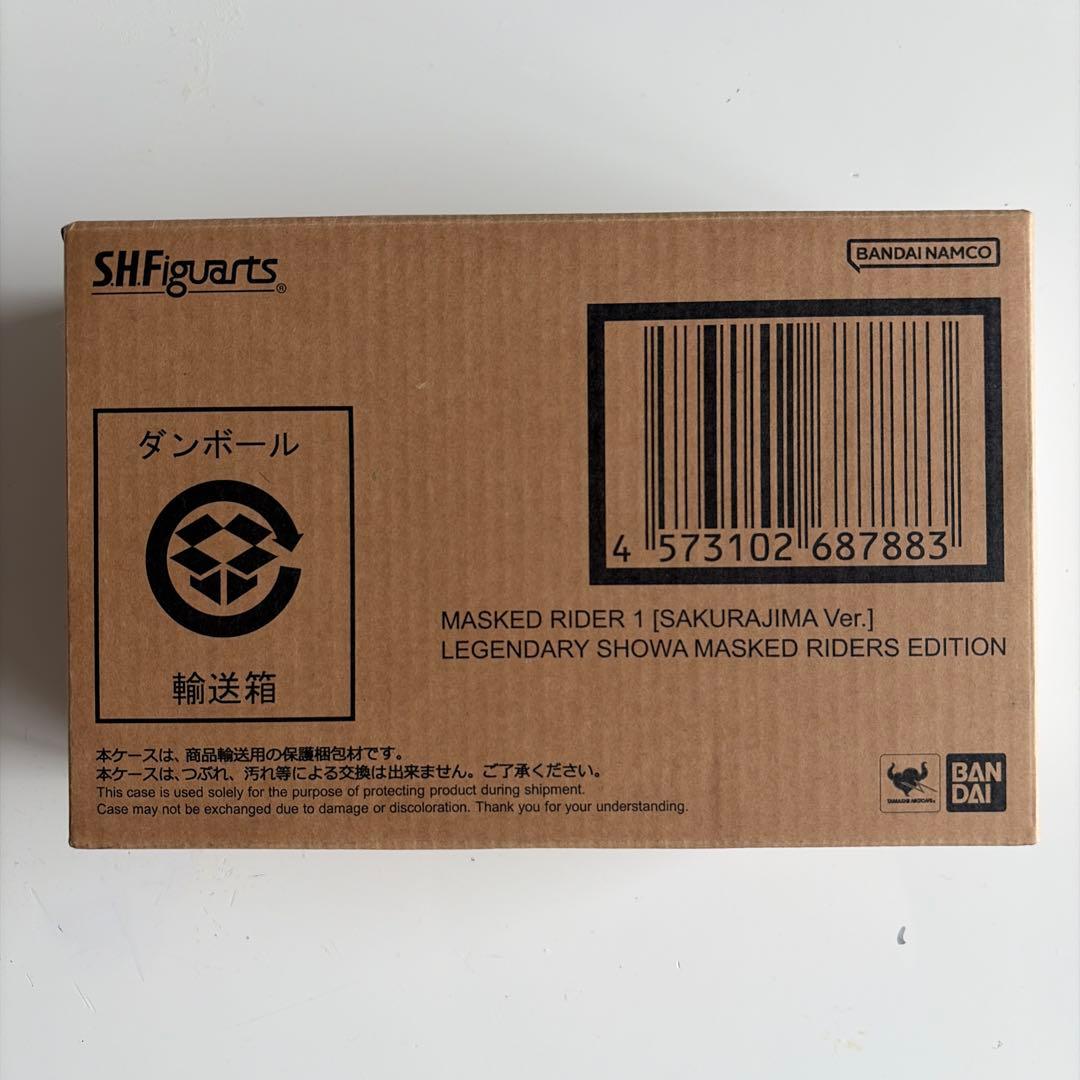 S.H.Figuarts®
BANDAI NAMCO
4 573102 687883
MASKED RIDER 1 [SAKURAJIMA Ver.]
LEGENDARY SHOWA MASKED RIDERS EDITION
ダンボール
輸送箱
本ケースは、商品輸送用の保護梱包材です。
本ケースは、つぶれ、汚れ等による交換は出来ません。ご了承ください。
This case is used solely for the purpose of protecting product during shipment.
Case may not be exchanged due to damage or discoloration. Thank you for your understanding.
TAMASHII NATIONS®
BAN
DAI